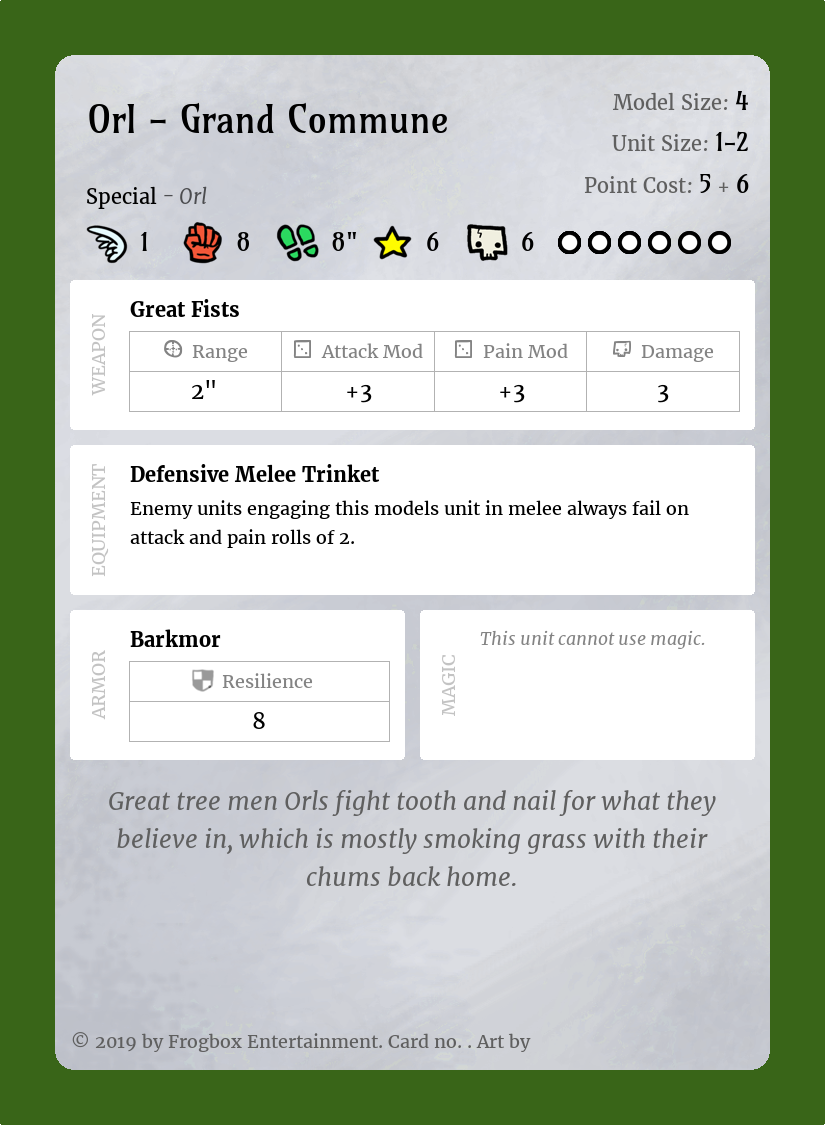 Orl – Grand Commune
Model Size: 4
Unit Size: 1–2
Point Cost: 5 + 6
Special – Orl
1 8 8" 6 6
WEAPON
Great Fists
Range Attack Mod Pain Mod Damage
2" +3 +3 3
EQUIPMENT
Defensive Melee Trinket
Enemy units engaging this models unit in melee always fail on
attack and pain rolls of 2.
ARMOR
Barkmor
Resilience
8
MAGIC
This unit cannot use magic.
Great tree men Orls fight tooth and nail for what they
believe in, which is mostly smoking grass with their
chums back home.
© 2019 by Frogbox Entertainment. Card no. . Art by